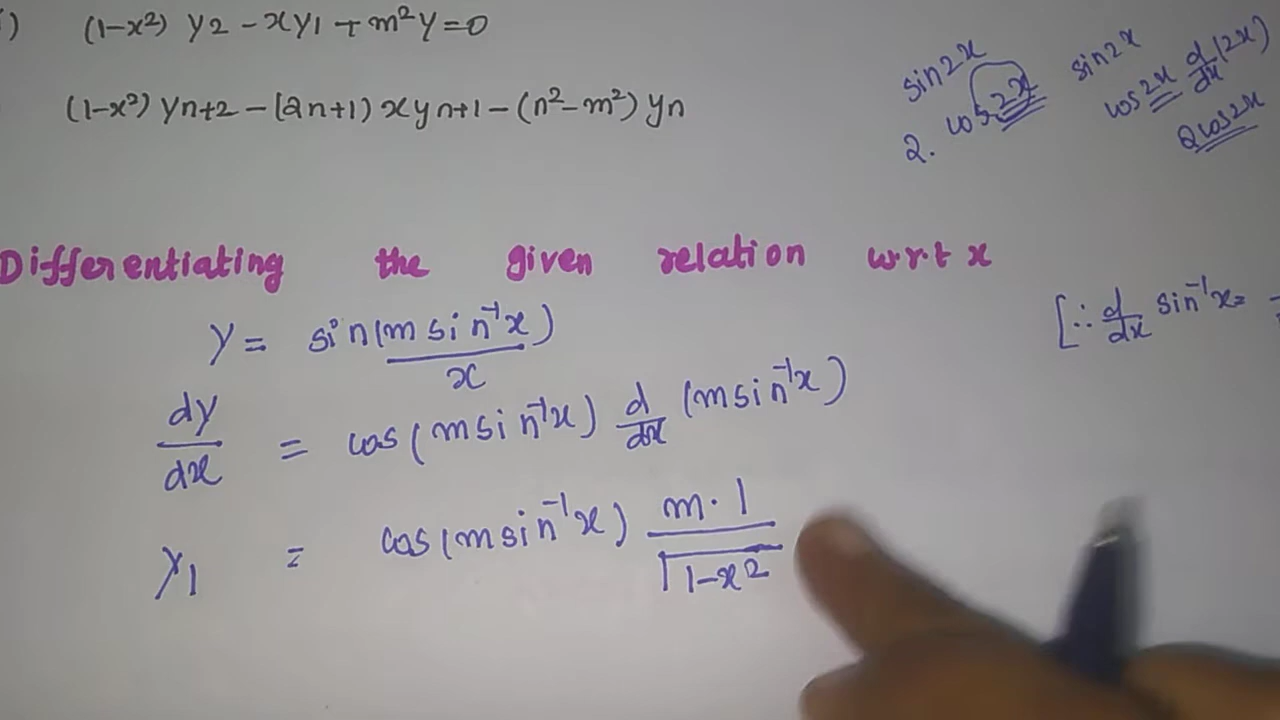 ) (1-x²) y2 - xy1 + m²y = 0
(1-x²) yn+2 - (2n+1) xyn+1 - (n²-m²) yn
sin2x
2. cos2x
sin2x
cos2x d/dx (2x)
2cos2x
Differentiating the given relation wrt x
y = sin(m sin⁻¹x)
x
[∵ d/dx sin⁻¹x =
dy/dx = cos(m sin⁻¹x) d/dx (m sin⁻¹x)
y1 = cos(m sin⁻¹x) m·1/√1-x²